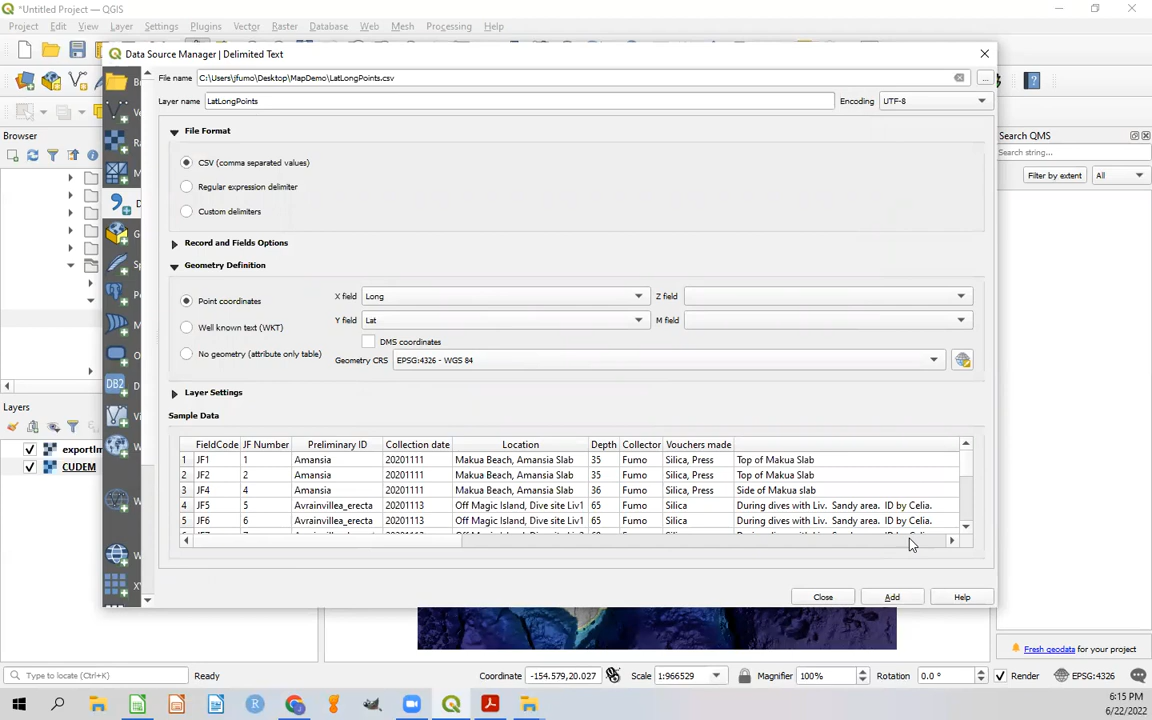 *Untitled Project — QGIS
Project Edit View Layer Settings Plugins Vector Raster Database Web Mesh Processing Help
Data Source Manager | Delimited Text
File name C:\Users\jfumo\Desktop\MapDemo\LatLongPoints.csv ...
Layer name LatLongPoints Encoding UTF-8
File Format
CSV (comma separated values)
Regular expression delimiter
Custom delimiters
Record and Fields Options
Geometry Definition
Point coordinates X field Long Z field
Y field Lat M field
Well known text (WKT)
DMS coordinates
No geometry (attribute only table) Geometry CRS EPSG:4326 - WGS 84
Layer Settings
Sample Data
FieldCode JF Number Preliminary ID Collection date Location Depth Collector Vouchers made
1 JF1 1 Amansia 20201111 Makua Beach, Amansia Slab 35 Fumo Silica, Press Top of Makua Slab
2 JF2 2 Amansia 20201111 Makua Beach, Amansia Slab 35 Fumo Silica, Press Top of Makua Slab
3 JF4 4 Amansia 20201111 Makua Beach, Amansia Slab 36 Fumo Silica, Press Side of Makua slab
4 JF5 5 Avrainvillea_erecta 20201113 Off Magic Island, Dive site Liv1 65 Fumo Silica During dives with Liv. Sandy area. ID by Celia.
5 JF6 6 Avrainvillea_erecta 20201113 Off Magic Island, Dive site Liv1 65 Fumo Silica During dives with Liv. Sandy area. ID by Celia.
Close Add Help
Browser
Layers
exportIm
CUDEM
DB2
Search QMS
Search string...
Filter by extent All
Fresh geodata for your project
Type to locate (Ctrl+K) Ready Coordinate -154.579,20.027 Scale 1:966529 Magnifier 100% Rotation 0.0 ° Render EPSG:4326
6:15 PM
6/22/2022